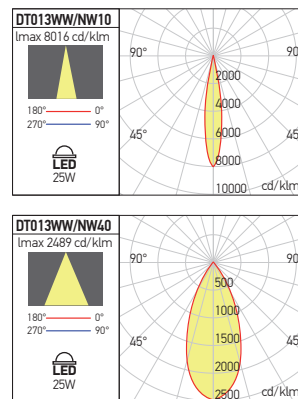 DT013WW/NW10
Imax 8016 cd/klm
180° 0°
270° 90°
LED
25W
90° 90°
2000
4000
45° 45°
6000
8000
10000 cd/klm
DT013WW/NW40
Imax 2489 cd/klm
180° 0°
270° 90°
LED
25W
90° 90°
500
1000
1500
45° 45°
2000
2500 cd/klm